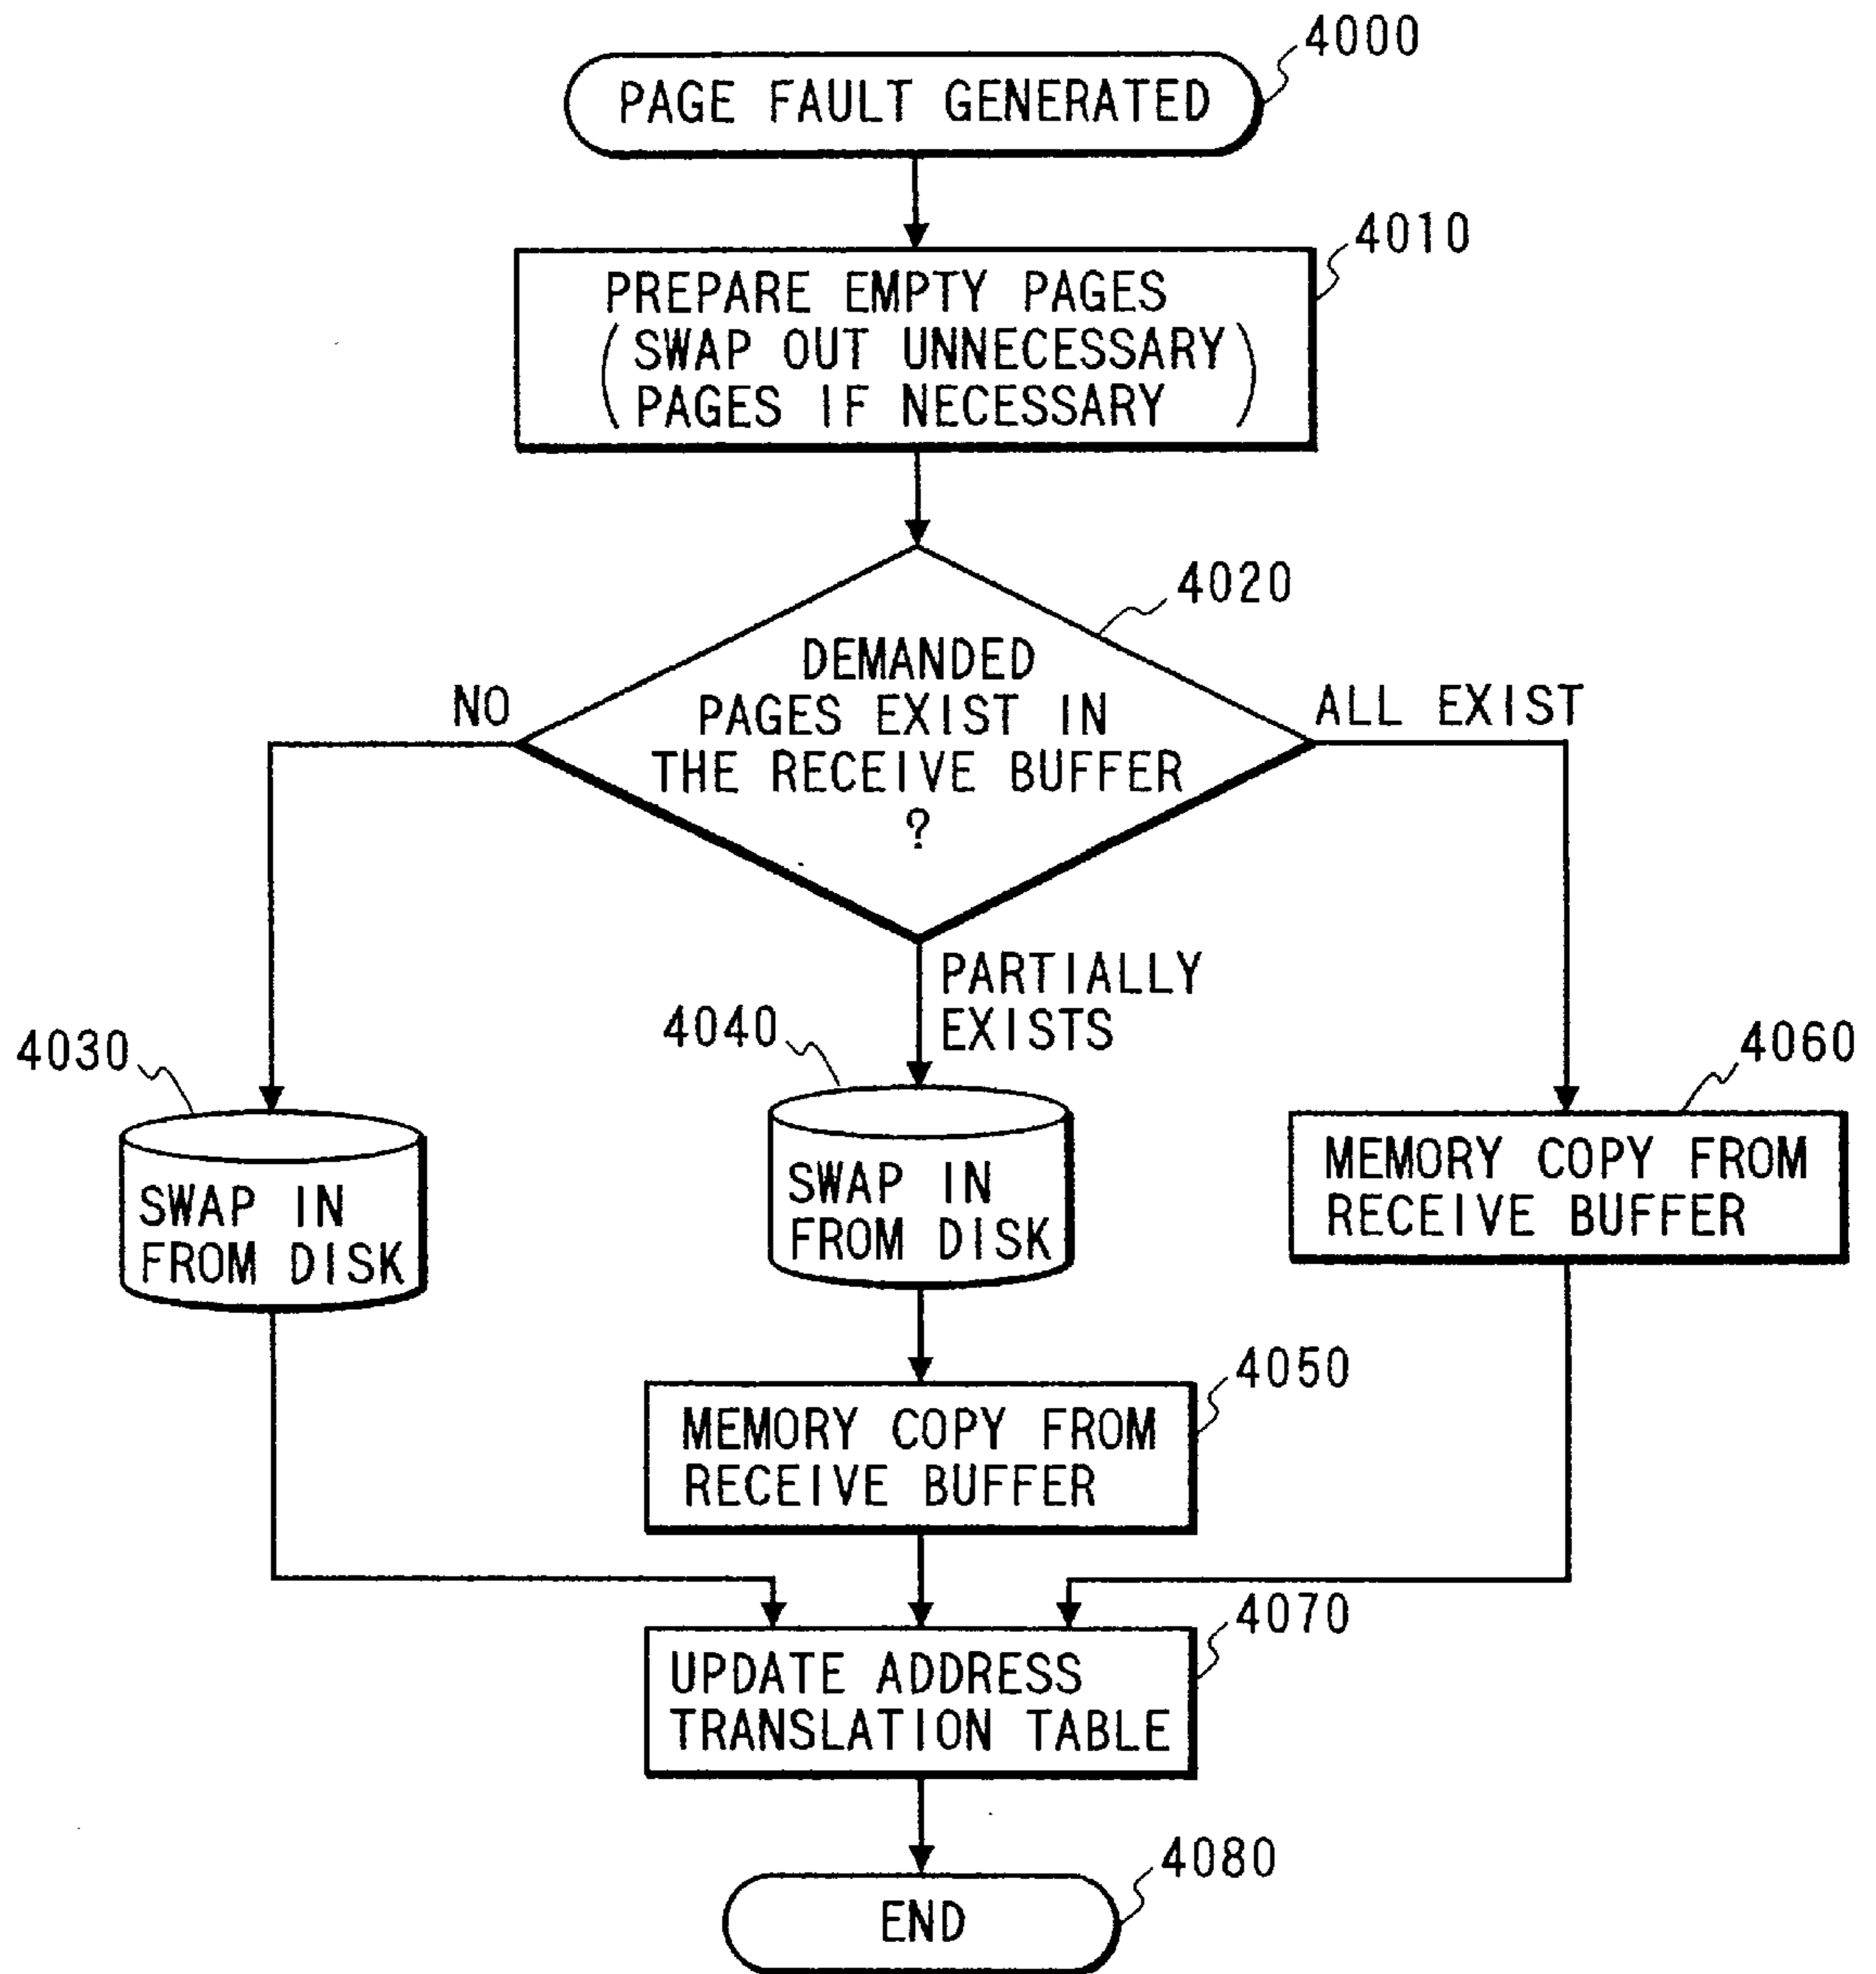 4000
PAGE FAULT GENERATED
4010
PREPARE EMPTY PAGES
(SWAP OUT UNNECESSARY
PAGES IF NECESSARY)
4020
DEMANDED
PAGES EXIST IN
THE RECEIVE BUFFER
?
NO
ALL EXIST
PARTIALLY
EXISTS
4030
SWAP IN
FROM DISK
4040
SWAP IN
FROM DISK
4060
MEMORY COPY FROM
RECEIVE BUFFER
4050
MEMORY COPY FROM
RECEIVE BUFFER
4070
UPDATE ADDRESS
TRANSLATION TABLE
4080
END